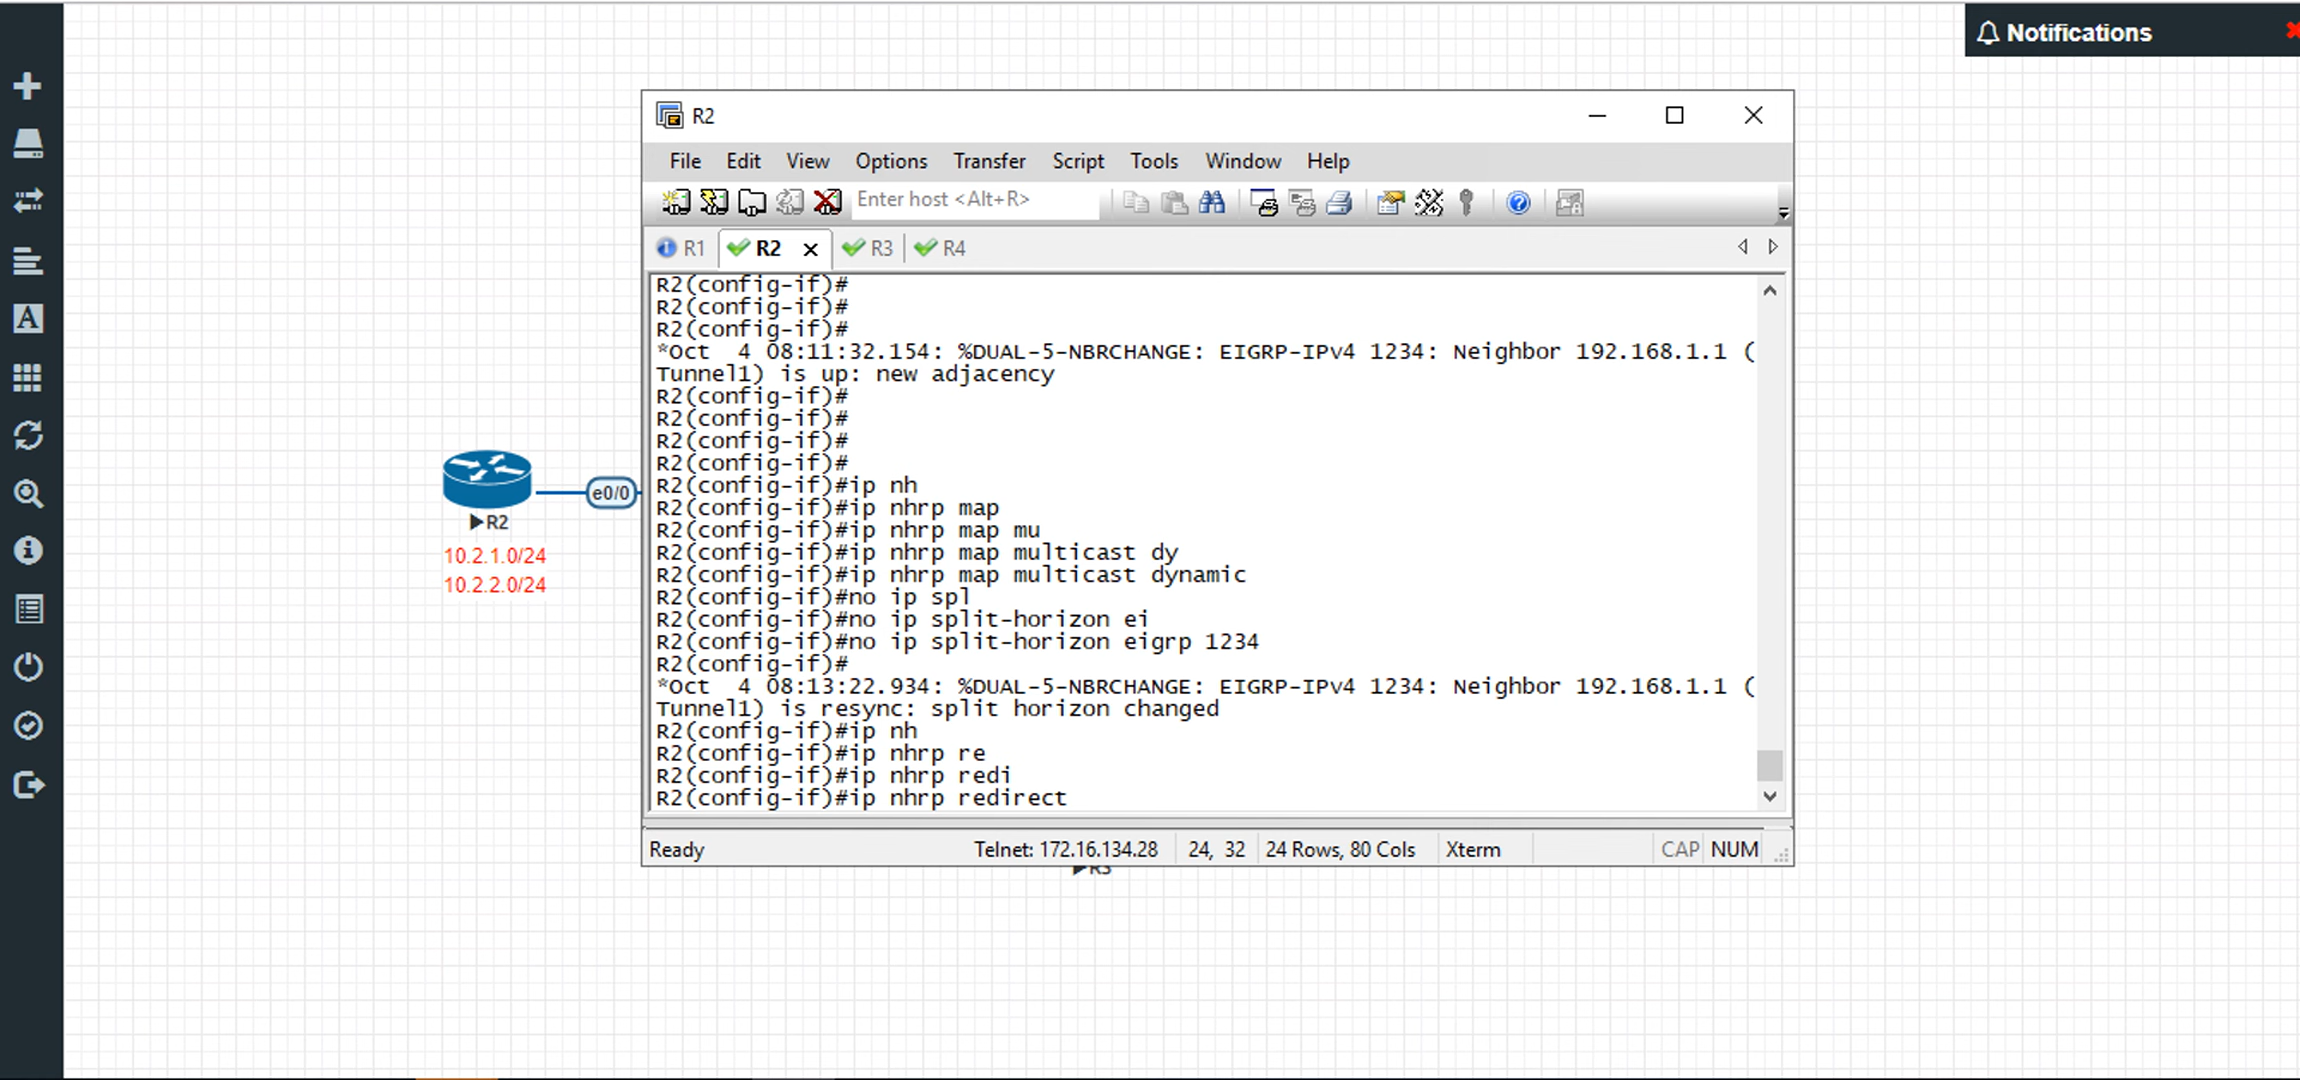 Notifications
R2
File Edit View Options Transfer Script Tools Window Help
Enter host <Alt+R>
R1 R2 R3 R4
R2(config-if)#
R2(config-if)#
R2(config-if)#
*Oct  4 08:11:32.154: %DUAL-5-NBRCHANGE: EIGRP-IPv4 1234: Neighbor 192.168.1.1 (
Tunnel1) is up: new adjacency
R2(config-if)#
R2(config-if)#
R2(config-if)#
R2(config-if)#
R2(config-if)#ip nh
R2(config-if)#ip nhrp map
R2(config-if)#ip nhrp map mu
R2(config-if)#ip nhrp map multicast dy
R2(config-if)#ip nhrp map multicast dynamic
R2(config-if)#no ip spl
R2(config-if)#no ip split-horizon ei
R2(config-if)#no ip split-horizon eigrp 1234
R2(config-if)#
*Oct  4 08:13:22.934: %DUAL-5-NBRCHANGE: EIGRP-IPv4 1234: Neighbor 192.168.1.1 (
Tunnel1) is resync: split horizon changed
R2(config-if)#ip nh
R2(config-if)#ip nhrp re
R2(config-if)#ip nhrp redi
R2(config-if)#ip nhrp redirect
Ready Telnet: 172.16.134.28 24, 32 24 Rows, 80 Cols Xterm CAP NUM
e0/0
R2
10.2.1.0/24
10.2.2.0/24
R3